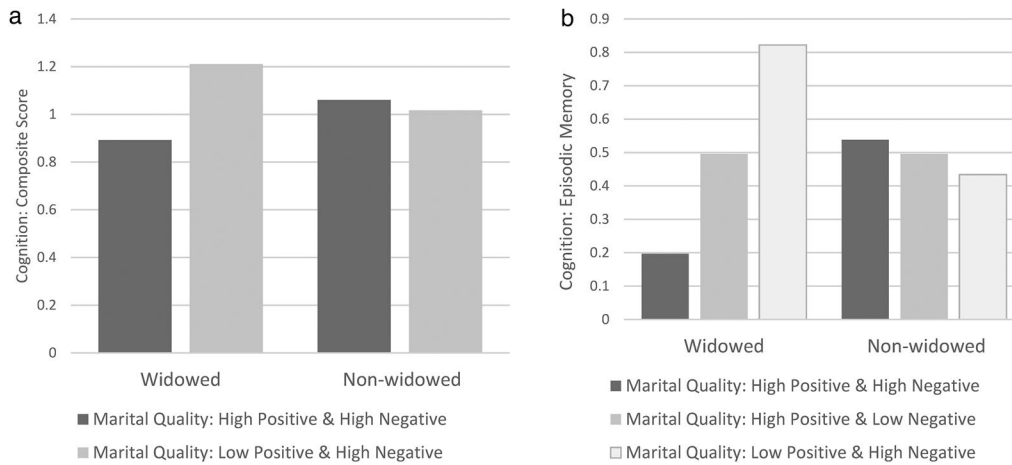 a
1.4
1.2
1
0.8
0.6
0.4
0.2
0
Cognition: Composite Score
Widowed
Non-widowed
Marital Quality: High Positive & High Negative
Marital Quality: Low Positive & High Negative
b
0.9
0.8
0.7
0.6
0.5
0.4
0.3
0.2
0.1
0
Cognition: Episodic Memory
Widowed
Non-widowed
Marital Quality: High Positive & High Negative
Marital Quality: High Positive & Low Negative
Marital Quality: Low Positive & High Negative